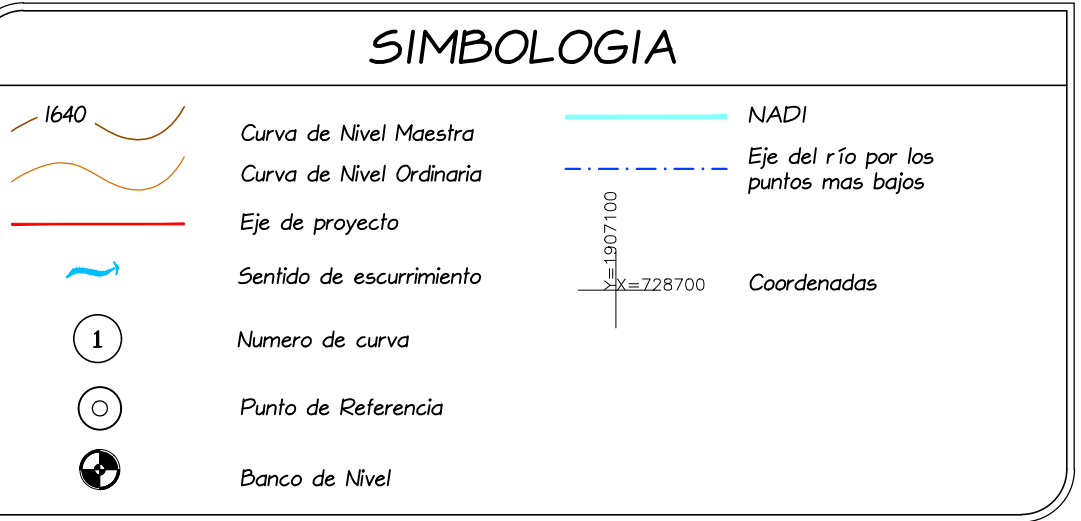 SIMBOLOGIA
1640
Curva de Nivel Maestra
Curva de Nivel Ordinaria
Eje de proyecto
Sentido de escurrimiento
1
Numero de curva
Punto de Referencia
Banco de Nivel
NADI
Eje del río por los
puntos mas bajos
Y=1907100
X=728700
Coordenadas